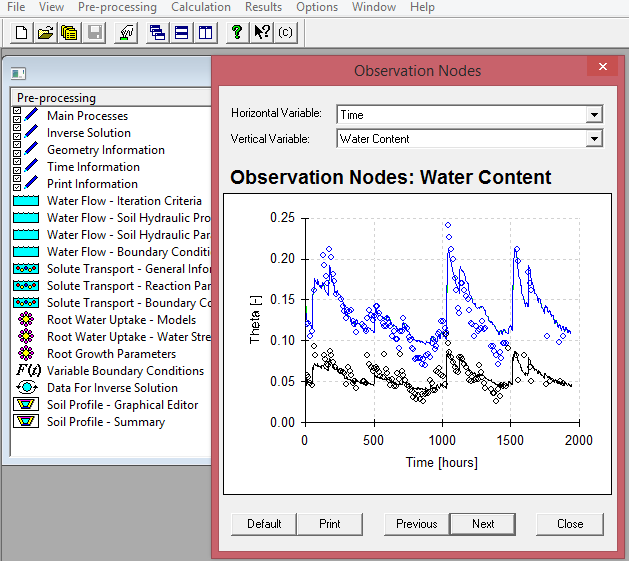 File View Pre-processing Calculation Results Options Window Help
?
?
(C)
Pre-processing
Main Processes
Inverse Solution
Geometry Information
Time Information
Print Information
Water Flow - Iteration Criteria
Water Flow - Soil Hydraulic Pro
Water Flow - Soil Hydraulic Par
Water Flow - Boundary Conditi
Solute Transport - General Infor
Solute Transport - Reaction Par
Solute Transport - Boundary Co
Root Water Uptake - Models
Root Water Uptake - Water Stre
Root Growth Parameters
F(t) Variable Boundary Conditions
Data For Inverse Solution
Soil Profile - Graphical Editor
Soil Profile - Summary
Observation Nodes
Horizontal Variable: Time
Vertical Variable: Water Content
Observation Nodes: Water Content
0.25
0.20
0.15
0.10
0.05
0.00
Theta [-]
0 500 1000 1500 2000
Time [hours]
Default Print Previous Next Close